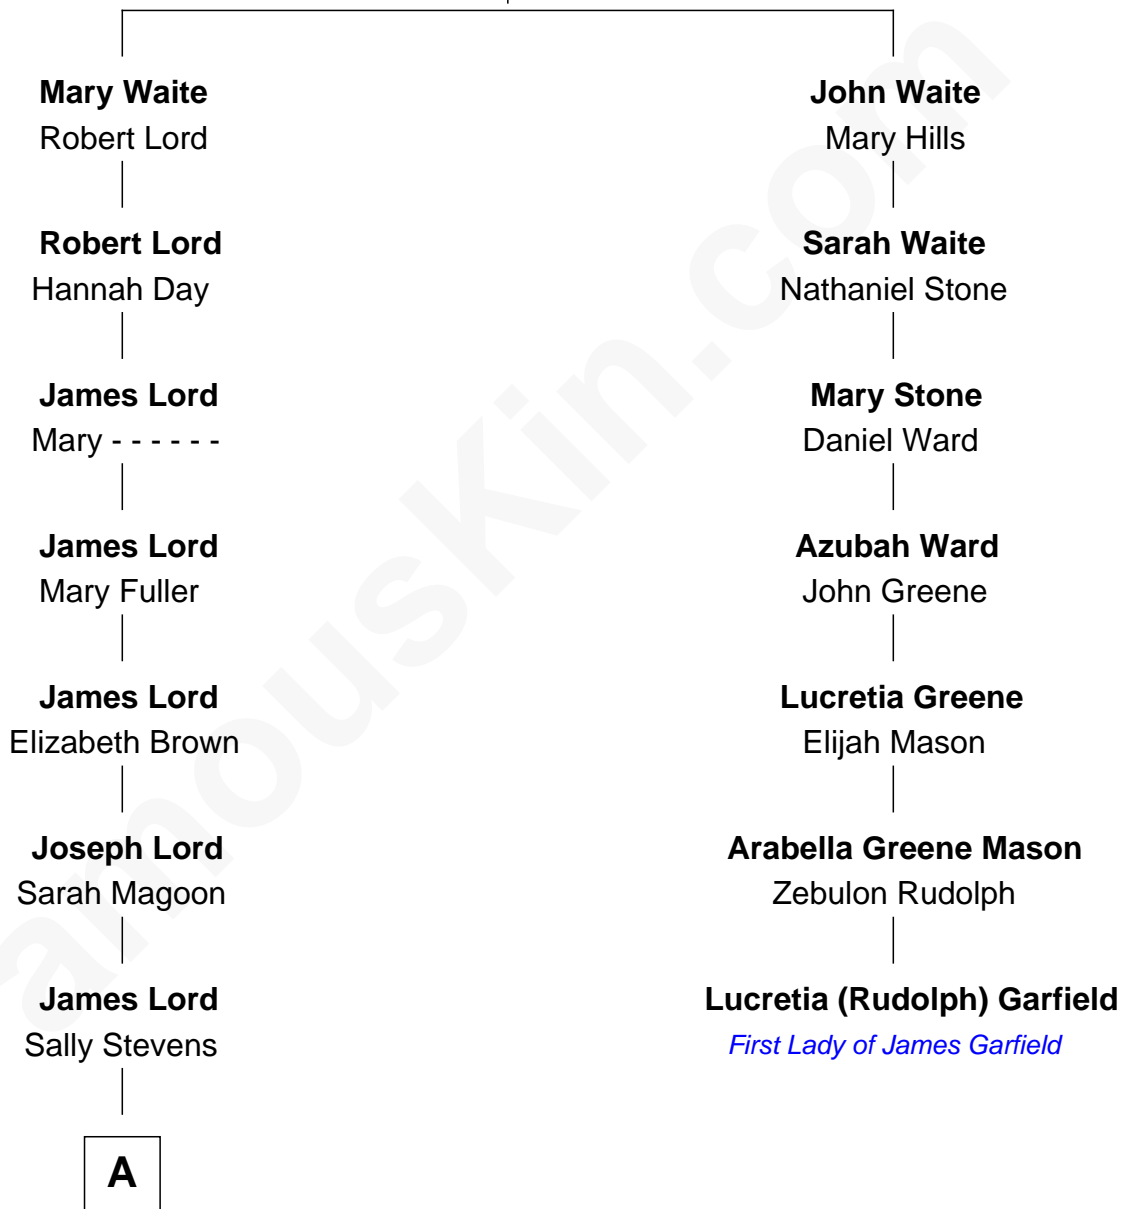 Mary Waite
Robert Lord
John Waite
Mary Hills
Robert Lord
Hannah Day
Sarah Waite
Nathaniel Stone
James Lord
Mary - - - - - -
Mary Stone
Daniel Ward
James Lord
Mary Fuller
Azubah Ward
John Greene
James Lord
Elizabeth Brown
Lucretia Greene
Elijah Mason
Joseph Lord
Sarah Magoon
Arabella Greene Mason
Zebulon Rudolph
James Lord
Sally Stevens
Lucretia (Rudolph) Garfield
First Lady of James Garfield
A
amouskin.com